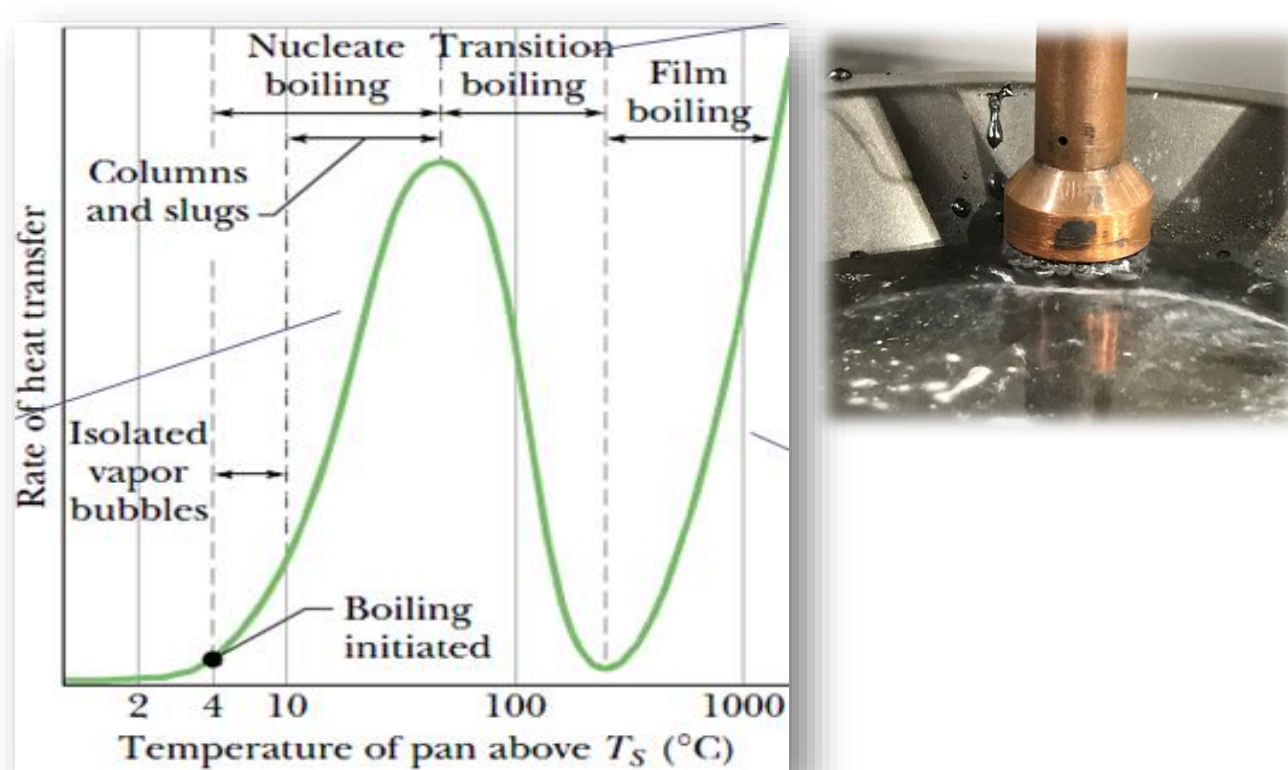 Nucleate
boiling
Transition
boiling
Film
boiling
Columns
and slugs
Rate of heat transfer
Isolated
vapor
bubbles
Boiling
initiated
2 4 10 100 1000
Temperature of pan above TS (°C)